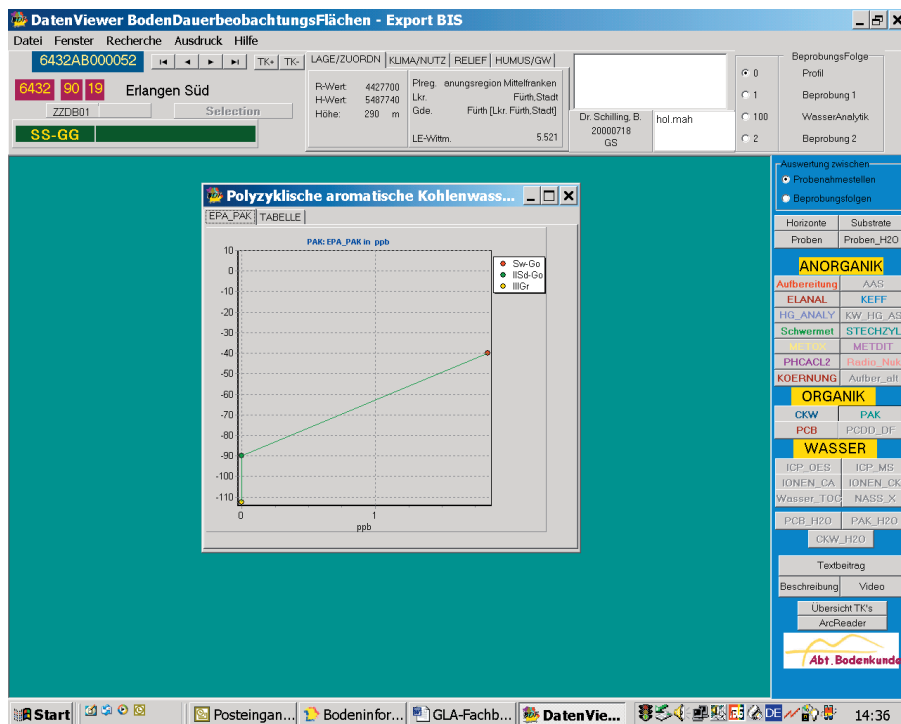 DatenViewer BodenDauerbeobachtungsFlächen - Export BIS
Datei Fenster Recherche Ausdruck Hilfe
6432AB000052 TK+ TK-
6432 90 19 Erlangen Süd
ZZDB01 Selection
SS-GG
LAGE/ZUORDN KLIMA/NUTZ RELIEF HUMUS/GW
R-Wert 4427700
H-Wert 5487740
Höhe: 290 m
Plreg. anungsregion Mittelfranken
Lkr. Fürth,Stadt
Gde. Fürth [Lkr. Fürth,Stadt]
LE-Wittm. 5.521
Dr. Schilling, B.
20000718
GS
hol.mah
BeprobungsFolge
0 Profil
1 Beprobung 1
100 WasserAnalytik
2 Beprobung 2
Polyzyklische aromatische Kohlenwass...
EPA_PAK TABELLE
PAK: EPA_PAK in ppb
10
0
-10
-20
-30
-40
-50
-60
-70
-80
-90
-100
-110
0 1
ppb
Sw-Go
IISd-Go
IIIGr
Auswertung zwischen
Probenahmestellen
Beprobungsfolgen
Horizonte Substrate
Proben Proben_H2O
ANORGANIK
Aufbereitung AAS
ELANAL KEFF
HG_ANALY KW_HG_AS
Schwermet STECHZYL
METOX METDIT
PHCACL2 Radio_Nuk
KOERNUNG Aufber_alt
ORGANIK
CKW PAK
PCB PCDD_DF
WASSER
ICP_OES ICP_MS
IONEN_CA IONEN_CK
Wasser_TOC NASS_X
PCB_H2O PAK_H2O
CKW_H2O
Textbeitrag
Beschreibung Video
Übersicht TK's
ArcReader
Abt.Bodenkunde
Start Posteingan... Bodeninfor... GLA-Fachb... DatenVie... DE 14:36